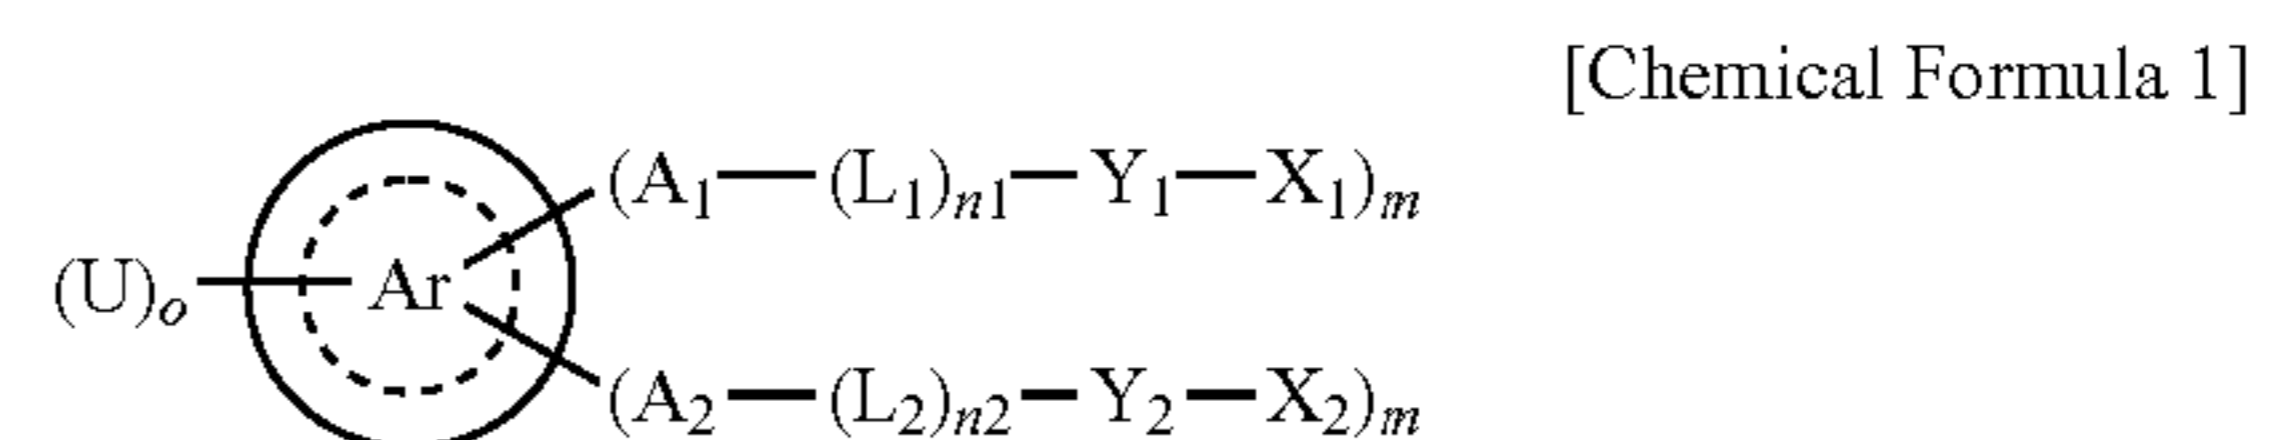 [Chemical Formula 1]
(A₁—(L₁)ₙ₁—Y₁—X₁)ₘ
(U)ₒ—Ar
(A₂—(L₂)ₙ₂—Y₂—X₂)ₘ